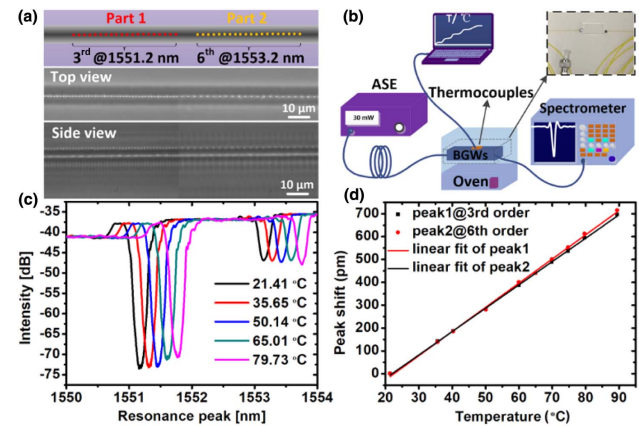 (a)
Part 1
Part 2
3rd @1551.2 nm
6th @1553.2 nm
Top view
10 μm
Side view
10 μm
(b)
T/ °C
ASE
30 mW
Thermocouples
Spectrometer
BGWs
Oven
(c)
Intensity [dB]
-35
-40
-45
-50
-55
-60
-65
-70
-75
21.41 °C
35.65 °C
50.14 °C
65.01 °C
79.73 °C
1550
1551
1552
1553
1554
Resonance peak [nm]
(d)
Peak shift (pm)
700
600
500
400
300
200
100
0
peak1@3rd order
peak2@6th order
linear fit of peak1
linear fit of peak2
20
30
40
50
60
70
80
90
Temperature (°C)